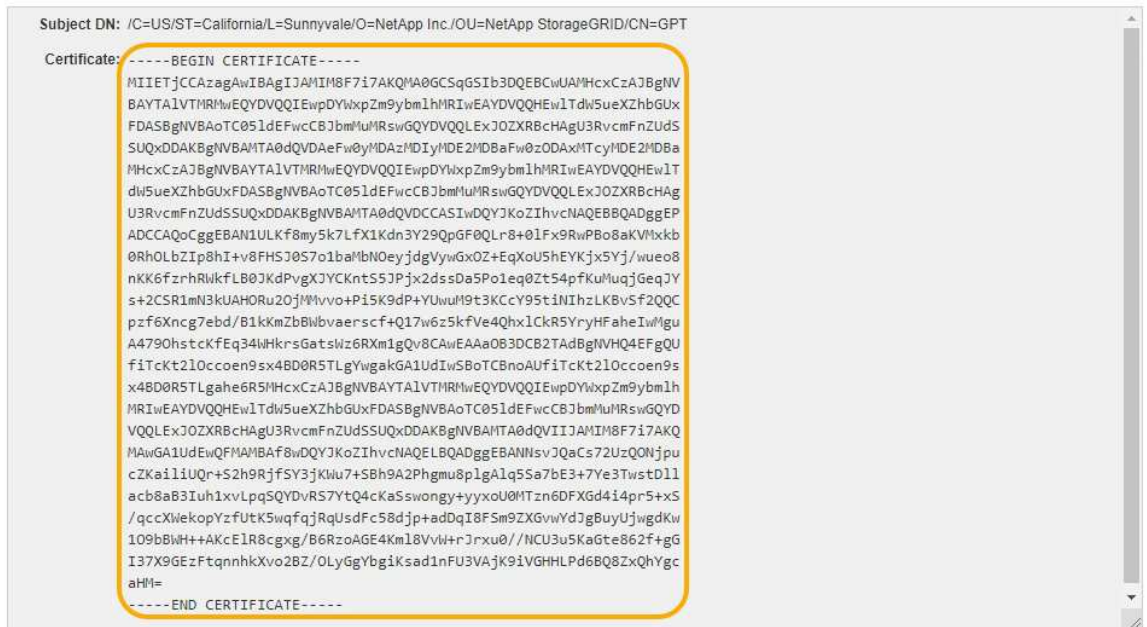 Subject DN: /C=US/ST=California/L=Sunnyvale/O=NetApp Inc./OU=NetApp StorageGRID/CN=GPT
Certificate: -----BEGIN CERTIFICATE-----
MIIETjCCAzagAwIBAgIJAMIM8F7i7AKQMA0GCSqGSIb3DQEBCwUAMHcxCzAJBgNV
BAYTAlVTMRMwEQYDVQQIEwpDYWxpZm9ybmlhMRIwEAYDVQQHEwlTdW5ueXZhbGUx
FDASBgNVBAoTC05ldEFwcCBJbmMuMRswGQYDVQQLExJOZXRBcHAgU3RvcmFnZUdS
SUQxDDAKBgNVBAMTA0dQVDAeFw0yMDAzMDIyMDE2MDBaFw0zODAxMTcyMDE2MDBa
MHcxCzAJBgNVBAYTAlVTMRMwEQYDVQQIEwpDYWxpZm9ybmlhMRIwEAYDVQQHEwlT
dW5ueXZhbGUxFDASBgNVBAoTC05ldEFwcCBJbmMuMRswGQYDVQQLExJOZXRBcHAg
U3RvcmFnZUdSSUQxDDAKBgNVBAMTA0dQVDCCASIwDQYJKoZIhvcNAQEBBQADggEP
ADCCAQoCggEBAN1ULKf8my5k7LfX1Kdn3Y29QpGF0QLr8+0lFx9RwPBo8aKVMxkb
0RhOLbZIp8hI+v8FHSJ0S7o1baMbNOeyjdgVywGxOZ+EqXoU5hEYKjx5Yj/wueo8
nKK6fzrhRWkfLB0JKdPvgXJYCKntS5JPjx2dssDa5Po1eq0Zt54pfKuMuqjGeqJY
s+2CSR1mN3kUAHORu2OjMMvvo+Pi5K9dP+YUwuM9t3KCcY95tiNIhzLKBvSf2QQC
pzf6Xncg7ebd/B1kKmZbBWbvaerscf+Q17w6z5kfVe4QhxlCkR5YryHFaheIwMgu
A479OhstcKfEq34WHkrsGatsWz6RXm1gQv8CAwEAAaOB3DCB2TAdBgNVHQ4EFgQU
fiTcKt2lOccoen9sx4BD0R5TLgYwgakGA1UdIwSBoTCBnoAUfiTcKt2lOccoen9s
x4BD0R5TLgahe6R5MHcxCzAJBgNVBAYTAlVTMRMwEQYDVQQIEwpDYWxpZm9ybmlh
MRIwEAYDVQQHEwlTdW5ueXZhbGUxFDASBgNVBAoTC05ldEFwcCBJbmMuMRswGQYD
VQQLExJOZXRBcHAgU3RvcmFnZUdSSUQxDDAKBgNVBAMTA0dQVIIJAMIM8F7i7AKQ
MAwGA1UdEwQFMAMBAf8wDQYJKoZIhvcNAQELBQADggEBANNsvJQaCs72UzQONjpu
cZKailiUQr+S2h9RjfSY3jKWu7+SBh9A2Phgmu8plgAlq5Sa7bE3+7Ye3TwstDll
acb8aB3Iuh1xvLpqSQYDvRS7YtQ4cKaSswongy+yyxoU0MTzn6DFXGd4i4pr5+xS
/qccXWekopYzfUtK5wqfqjRqUsdFc58djp+adDqI8FSm9ZXGvwYdJgBuyUjwgdKw
1O9bBWH++AKcElR8cgxg/B6RzoAGE4Kml8VvW+rJrxu0//NCU3u5KaGte862f+gG
I37X9GEzFtqnnhkXvo2BZ/OLyGgYbgiKsad1nFU3VAjK9iVGHHLPd6BQ8ZxQhYgc
aHM=
-----END CERTIFICATE-----